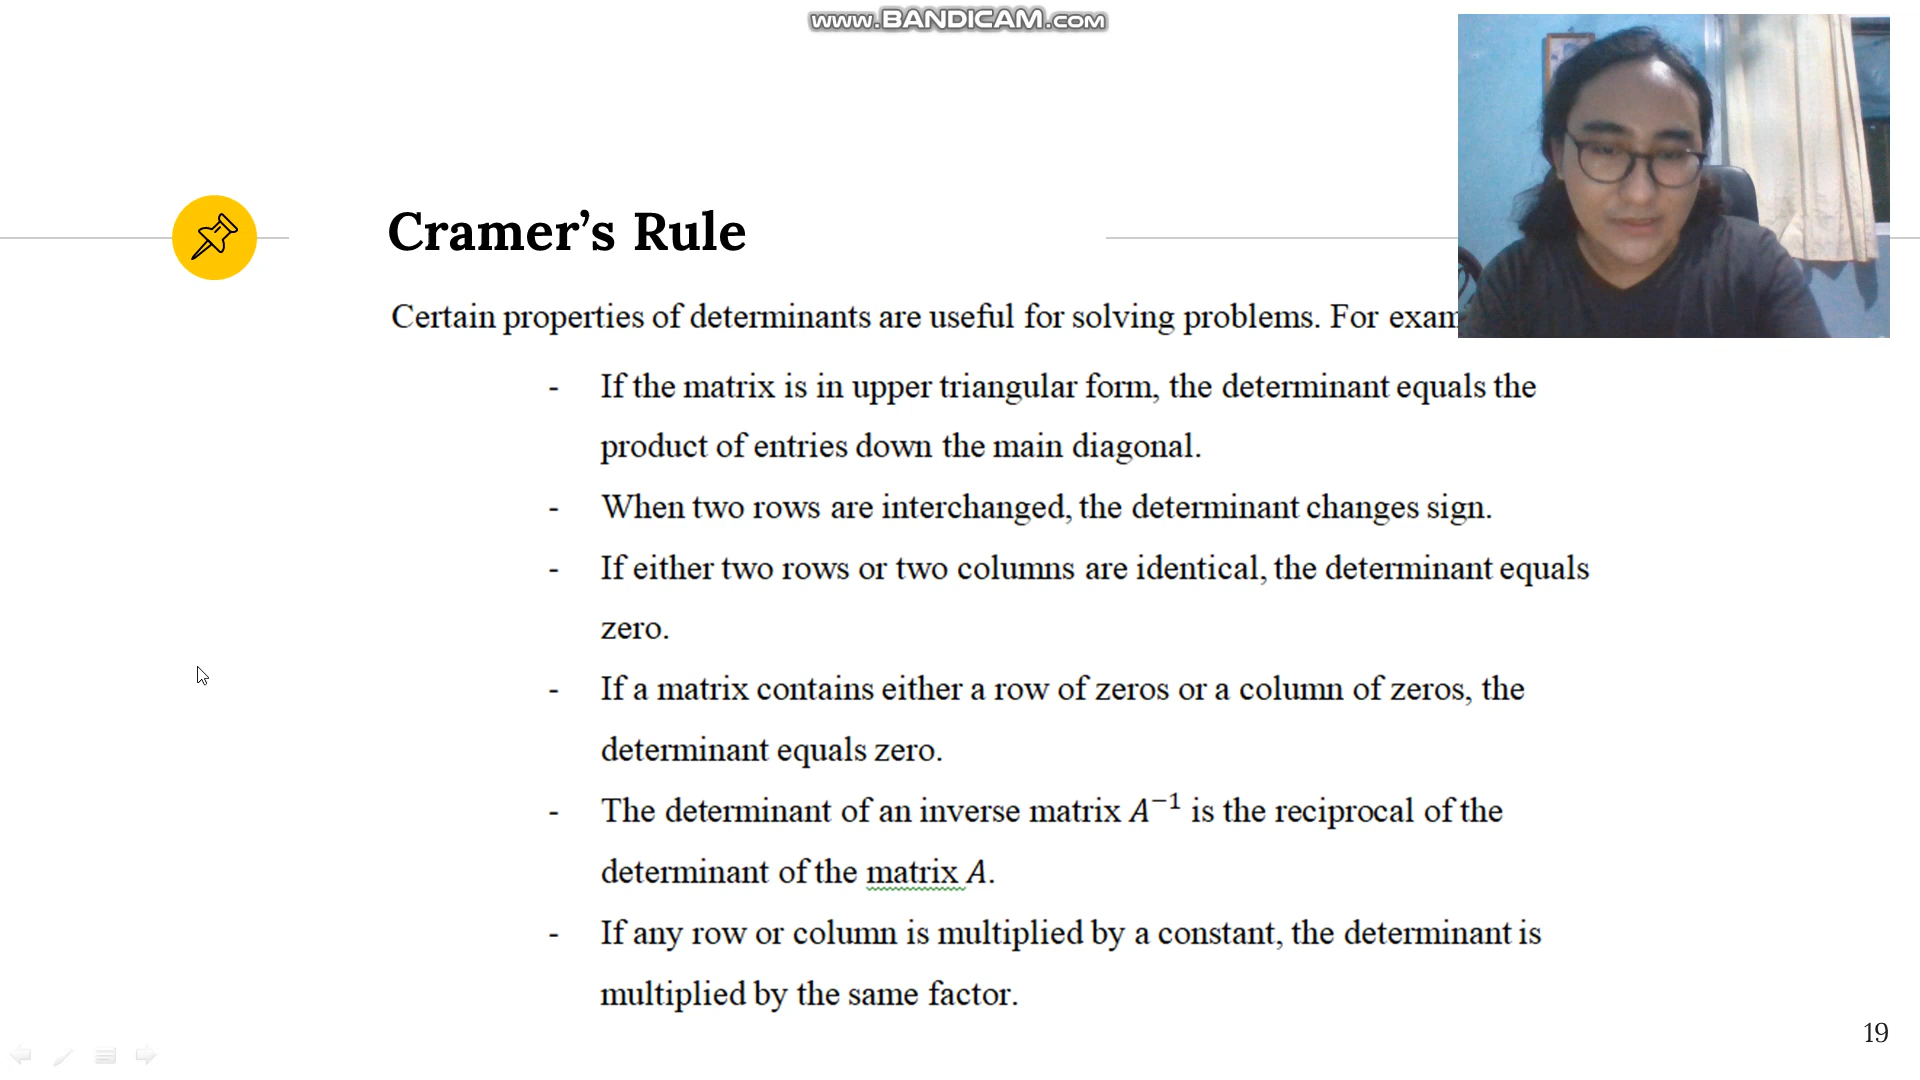 www.BANDICAM.com
Cramer’s Rule
Certain properties of determinants are useful for solving problems. For exam
- If the matrix is in upper triangular form, the determinant equals the
product of entries down the main diagonal.
- When two rows are interchanged, the determinant changes sign.
- If either two rows or two columns are identical, the determinant equals
zero.
- If a matrix contains either a row of zeros or a column of zeros, the
determinant equals zero.
- The determinant of an inverse matrix A⁻¹ is the reciprocal of the
determinant of the matrix A.
- If any row or column is multiplied by a constant, the determinant is
multiplied by the same factor.
19